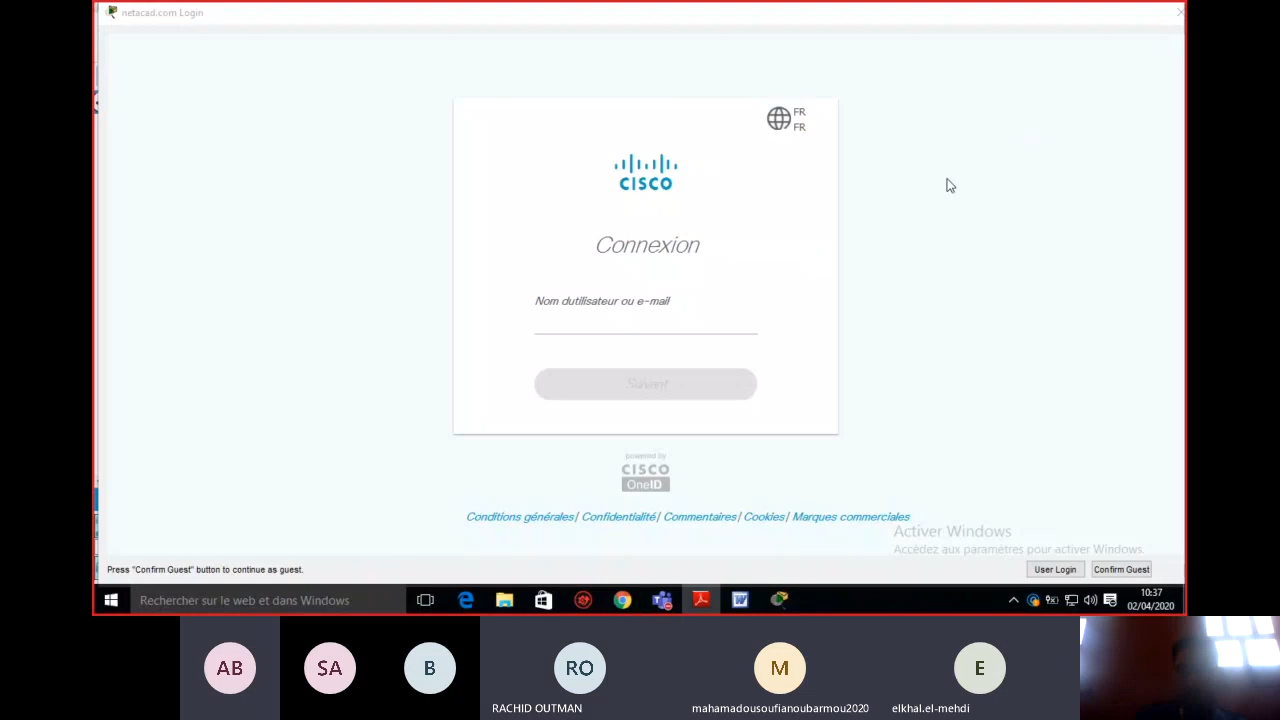 netacad.com Login
FR
FR
CISCO
Connexion
Nom dutilisateur ou e-mail
Suivant
powered by
CISCO
OneID
Conditions générales| Confidentialité| Commentaires| Cookies| Marques commerciales
Activer Windows
Accédez aux paramètres pour activer Windows.
Press "Confirm Guest" button to continue as guest.
User Login
Confirm Guest
Rechercher sur le web et dans Windows
10:37
02/04/2020
AB
SA
B
RO
M
E
RACHID OUTMAN
mahamadousoufianoubarmou2020
elkhal.el-mehdi